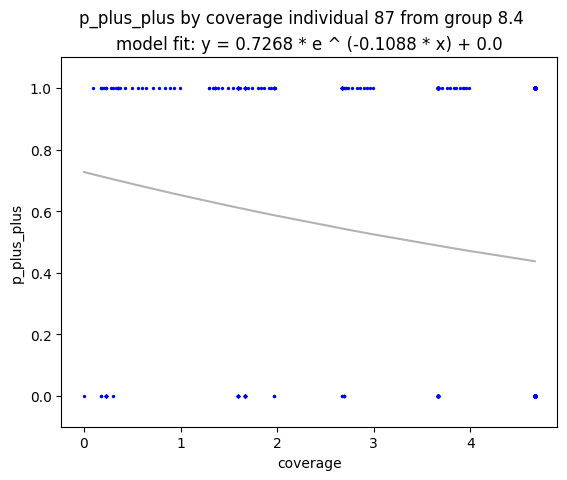 p_plus_plus by coverage individual 87 from group 8.4
model fit: y = 0.7268 * e ^ (-0.1088 * x) + 0.0
1.0
0.8
0.6
0.4
0.2
0.0
p_plus_plus
0 1 2 3 4
coverage